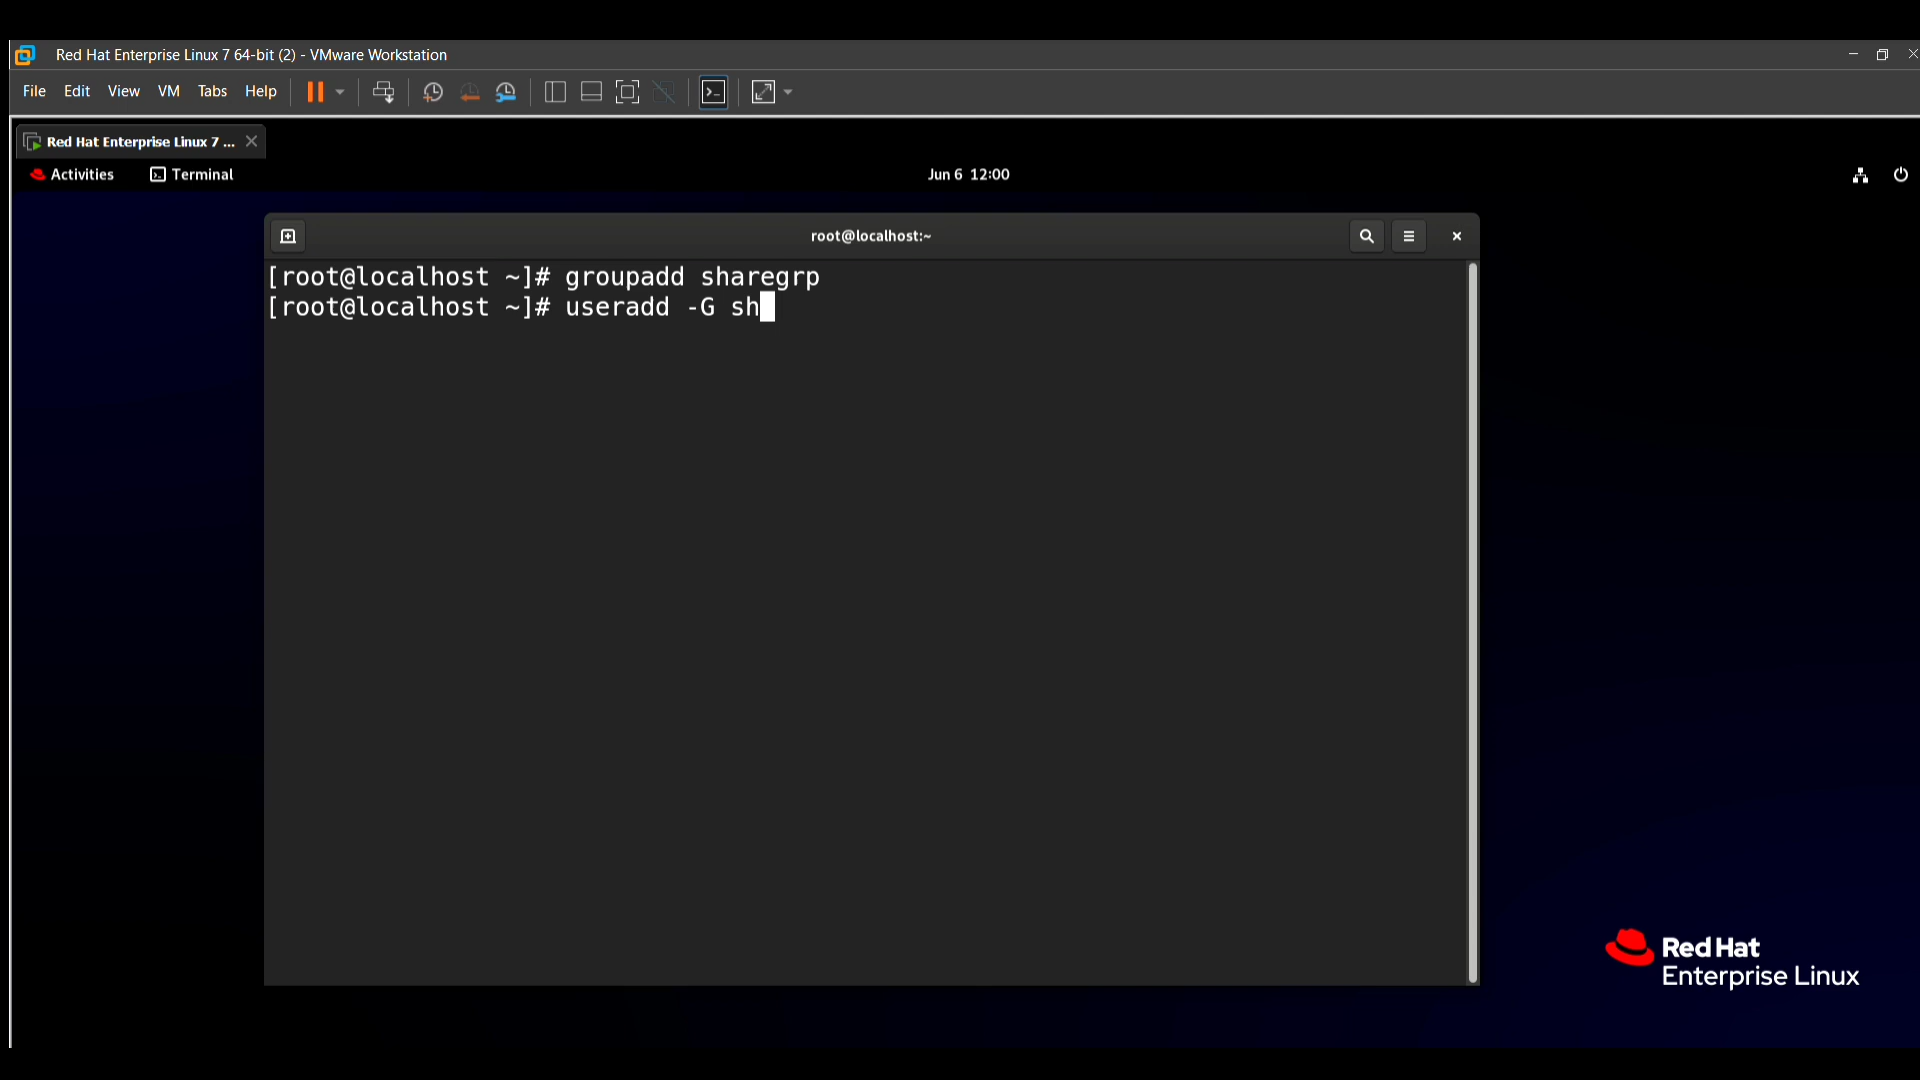 Red Hat Enterprise Linux 7 64-bit (2) - VMware Workstation
File Edit View VM Tabs Help
Red Hat Enterprise Linux 7 ...
Activities Terminal Jun 6 12:00
root@localhost:~
[root@localhost ~]# groupadd sharegrp
[root@localhost ~]# useradd -G sh
Red Hat
Enterprise Linux